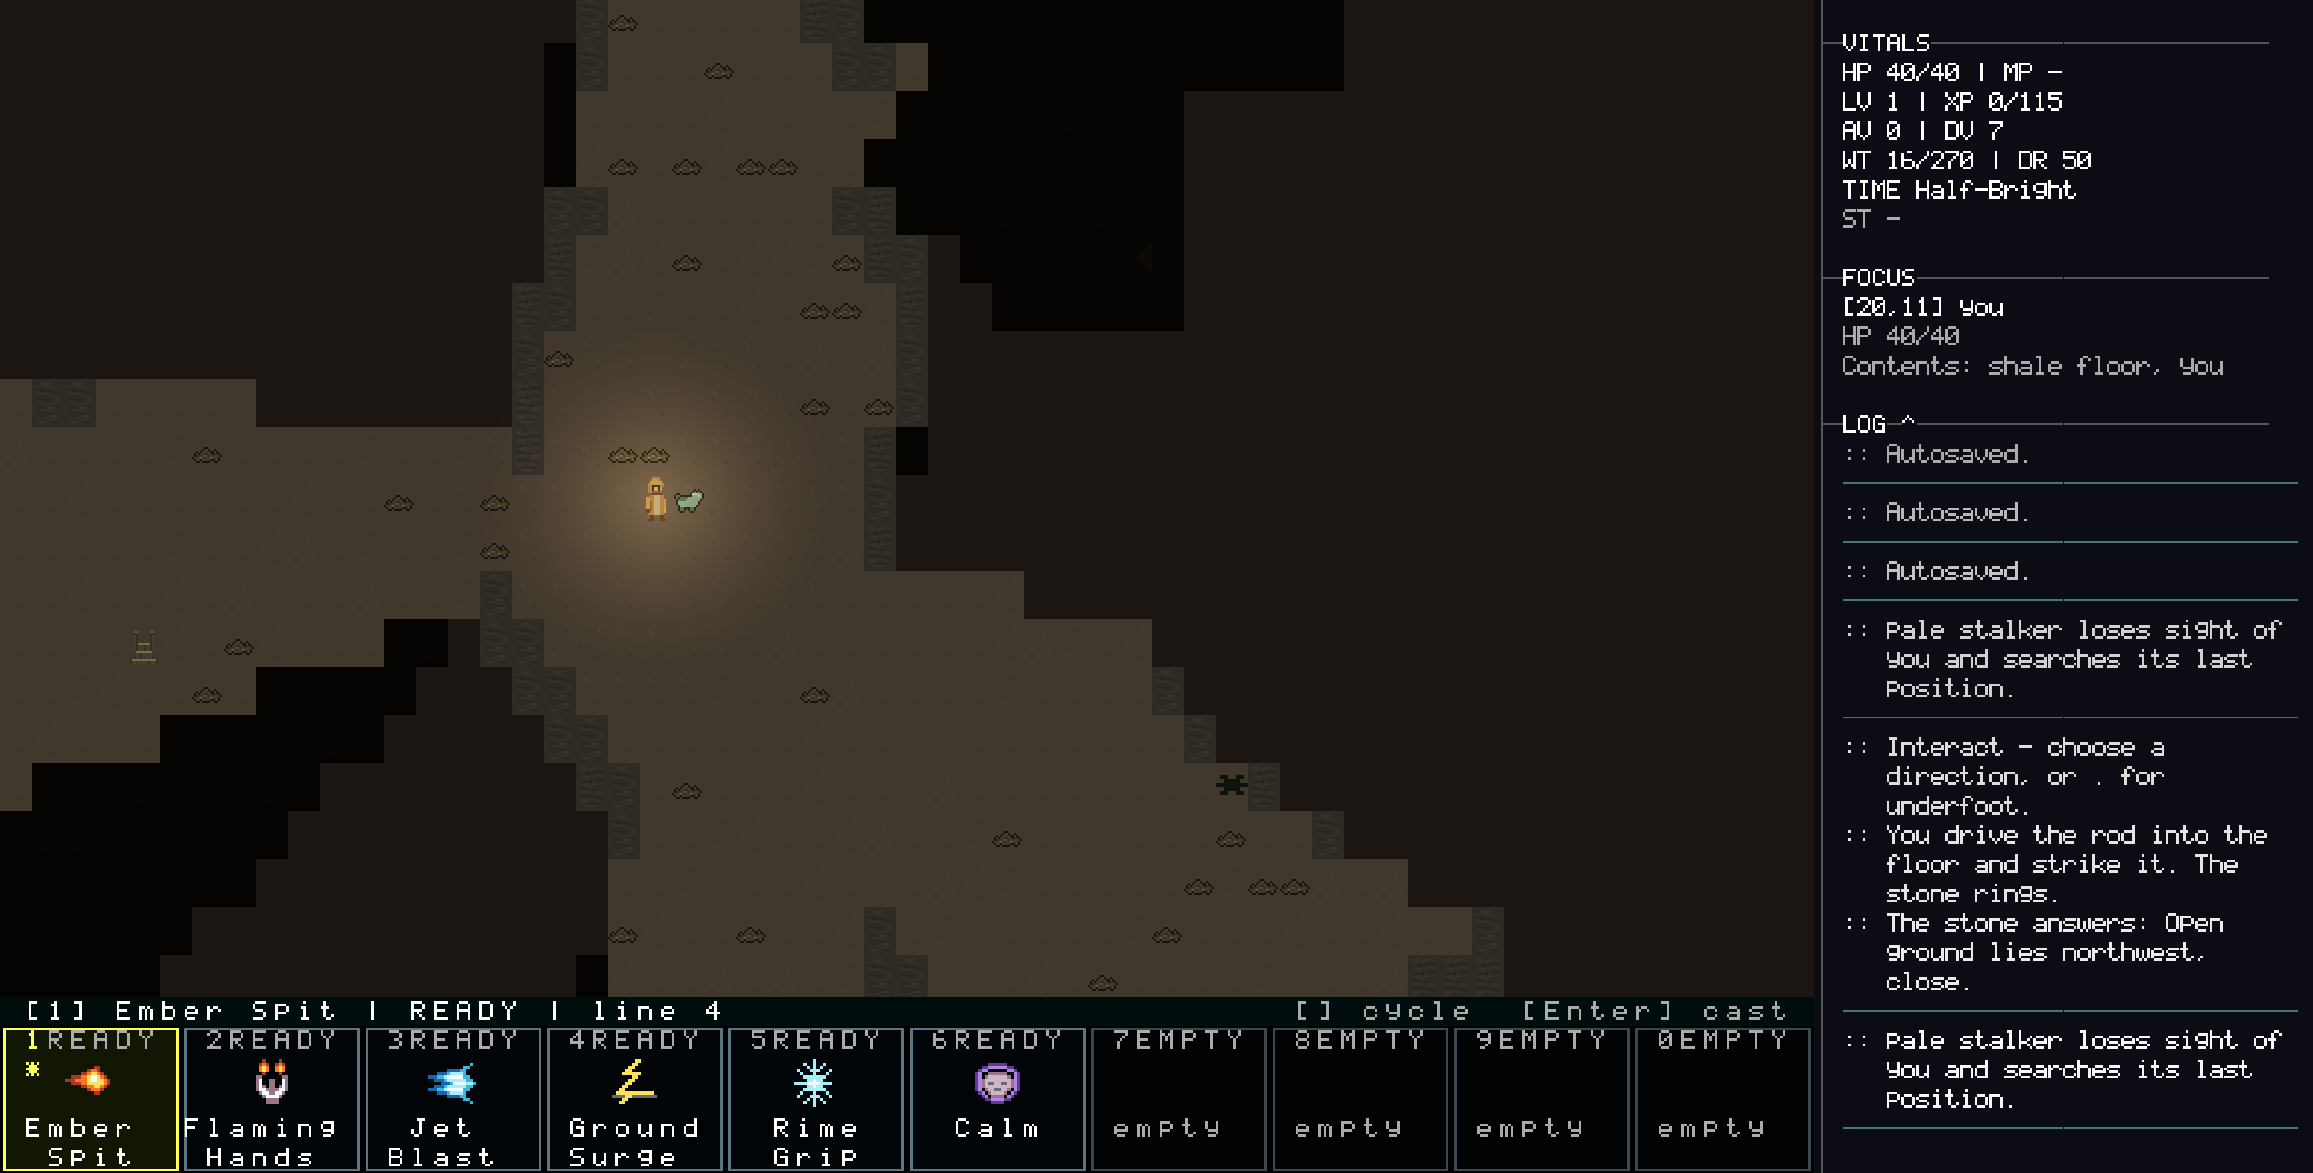 VITALS
HP 40/40 | MP -
LV 1 | XP 0/115
AV 0 | DV 7
WT 16/270 | DR 50
TIME Half-Bright
ST -
FOCUS
[20,11] You
HP 40/40
Contents: shale floor, You
LOG ^
:: Autosaved.
:: Autosaved.
:: Autosaved.
:: Pale stalker loses sight of
You and searches its last
Position.
:: Interact - choose a
direction, or . for
underfoot.
:: You drive the rod into the
floor and strike it. The
stone rings.
:: The stone answers: Open
ground lies northwest,
close.
:: Pale stalker loses sight of
You and searches its last
Position.
[1] Ember Spit | READY | line 4
[] cycle [Enter] cast
1READY 2READY 3READY 4READY 5READY 6READY 7EMPTY 8EMPTY 9EMPTY 0EMPTY
Ember Flaming Jet Ground Rime Calm empty empty empty empty
Spit Hands Blast Surge Grip